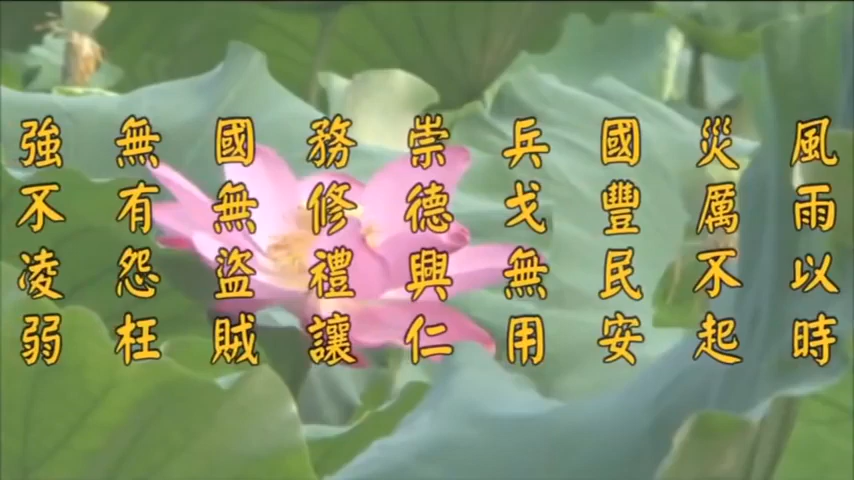 風雨以時
災厲不起
國豐民安
兵戈無用
崇德興仁
務修禮讓
國無盜賊
無有怨枉
強不凌弱